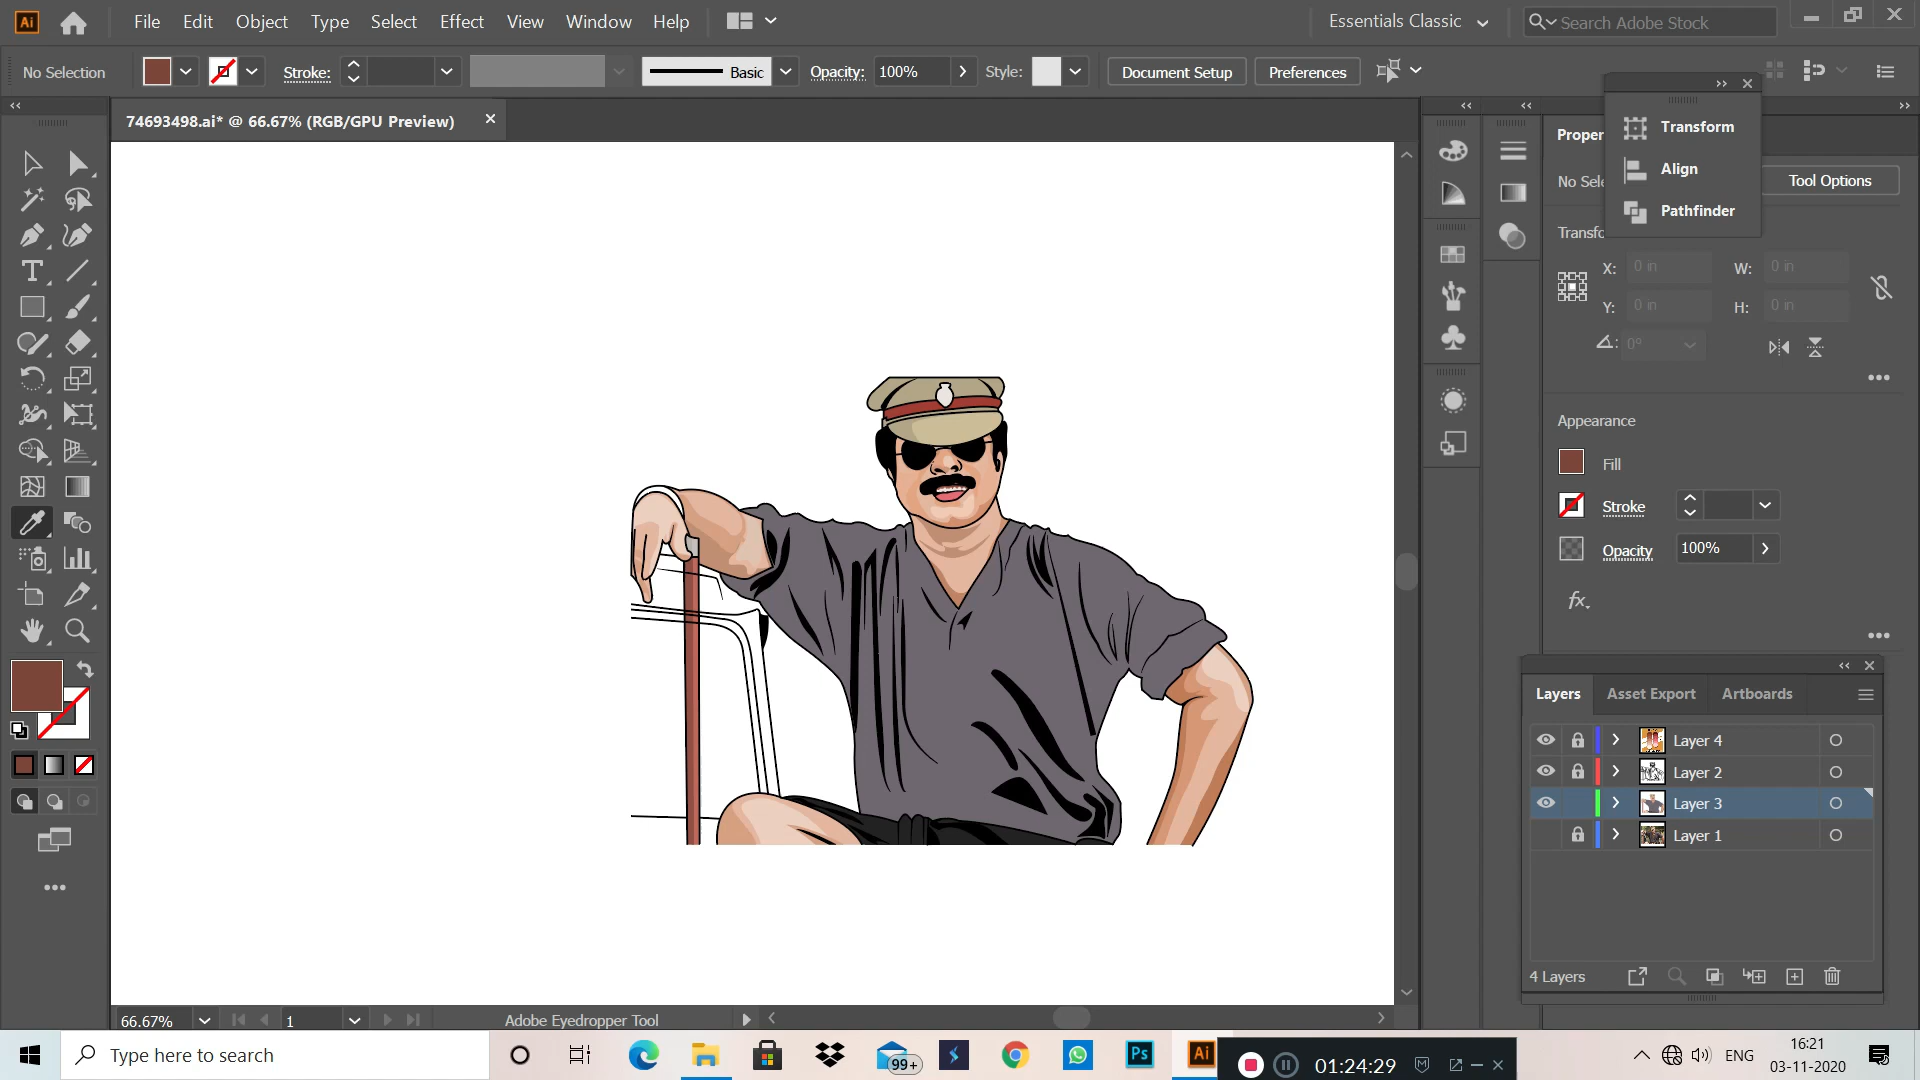 Ai File Edit Object Type Select Effect View Window Help Essentials Classic Search Adobe Stock
No Selection Stroke: Basic Opacity: 100% Style: Document Setup Preferences
74693498.ai* @ 66.67% (RGB/GPU Preview)
Transform
Align
Pathfinder
Proper
No Sele
Tool Options
Transfo
X: 0 in W: 0 in
Y: 0 in H: 0 in
0°
Appearance
Fill
Stroke
Opacity 100%
fx
Layers Asset Export Artboards
Layer 4
Layer 2
Layer 3
Layer 1
4 Layers
66.67% 1 Adobe Eyedropper Tool
Type here to search
99+
Ps
Ai
01:24:29
ENG
16:21
03-11-2020